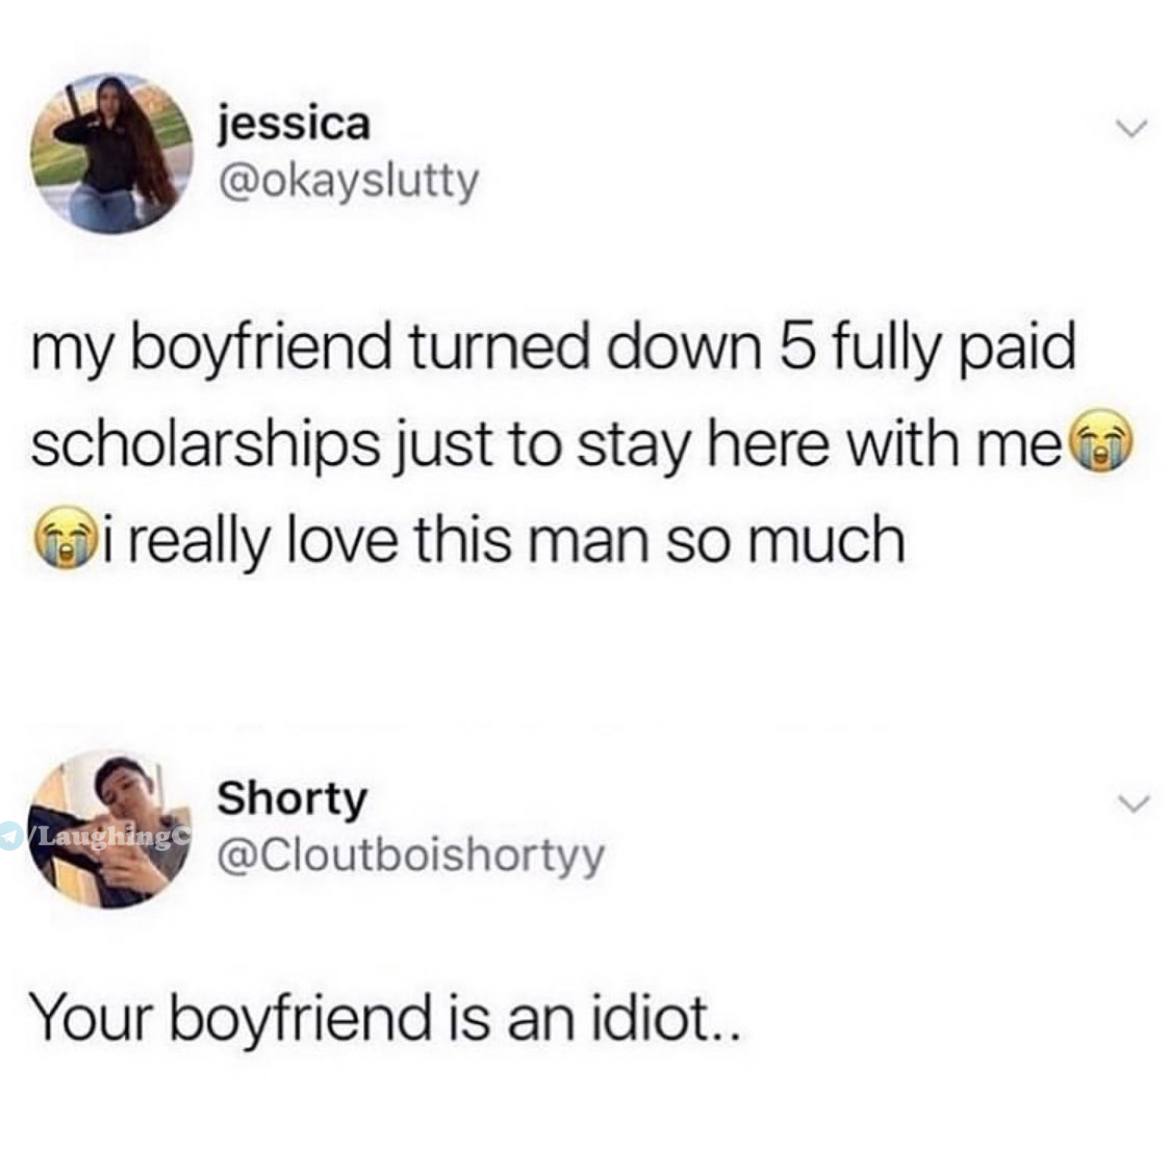 jessica
@okayslutty
my boyfriend turned down 5 fully paid
scholarships just to stay here with me😭
😭i really love this man so much
Shorty
/LaughingC
@Cloutboishortyy
Your boyfriend is an idiot..